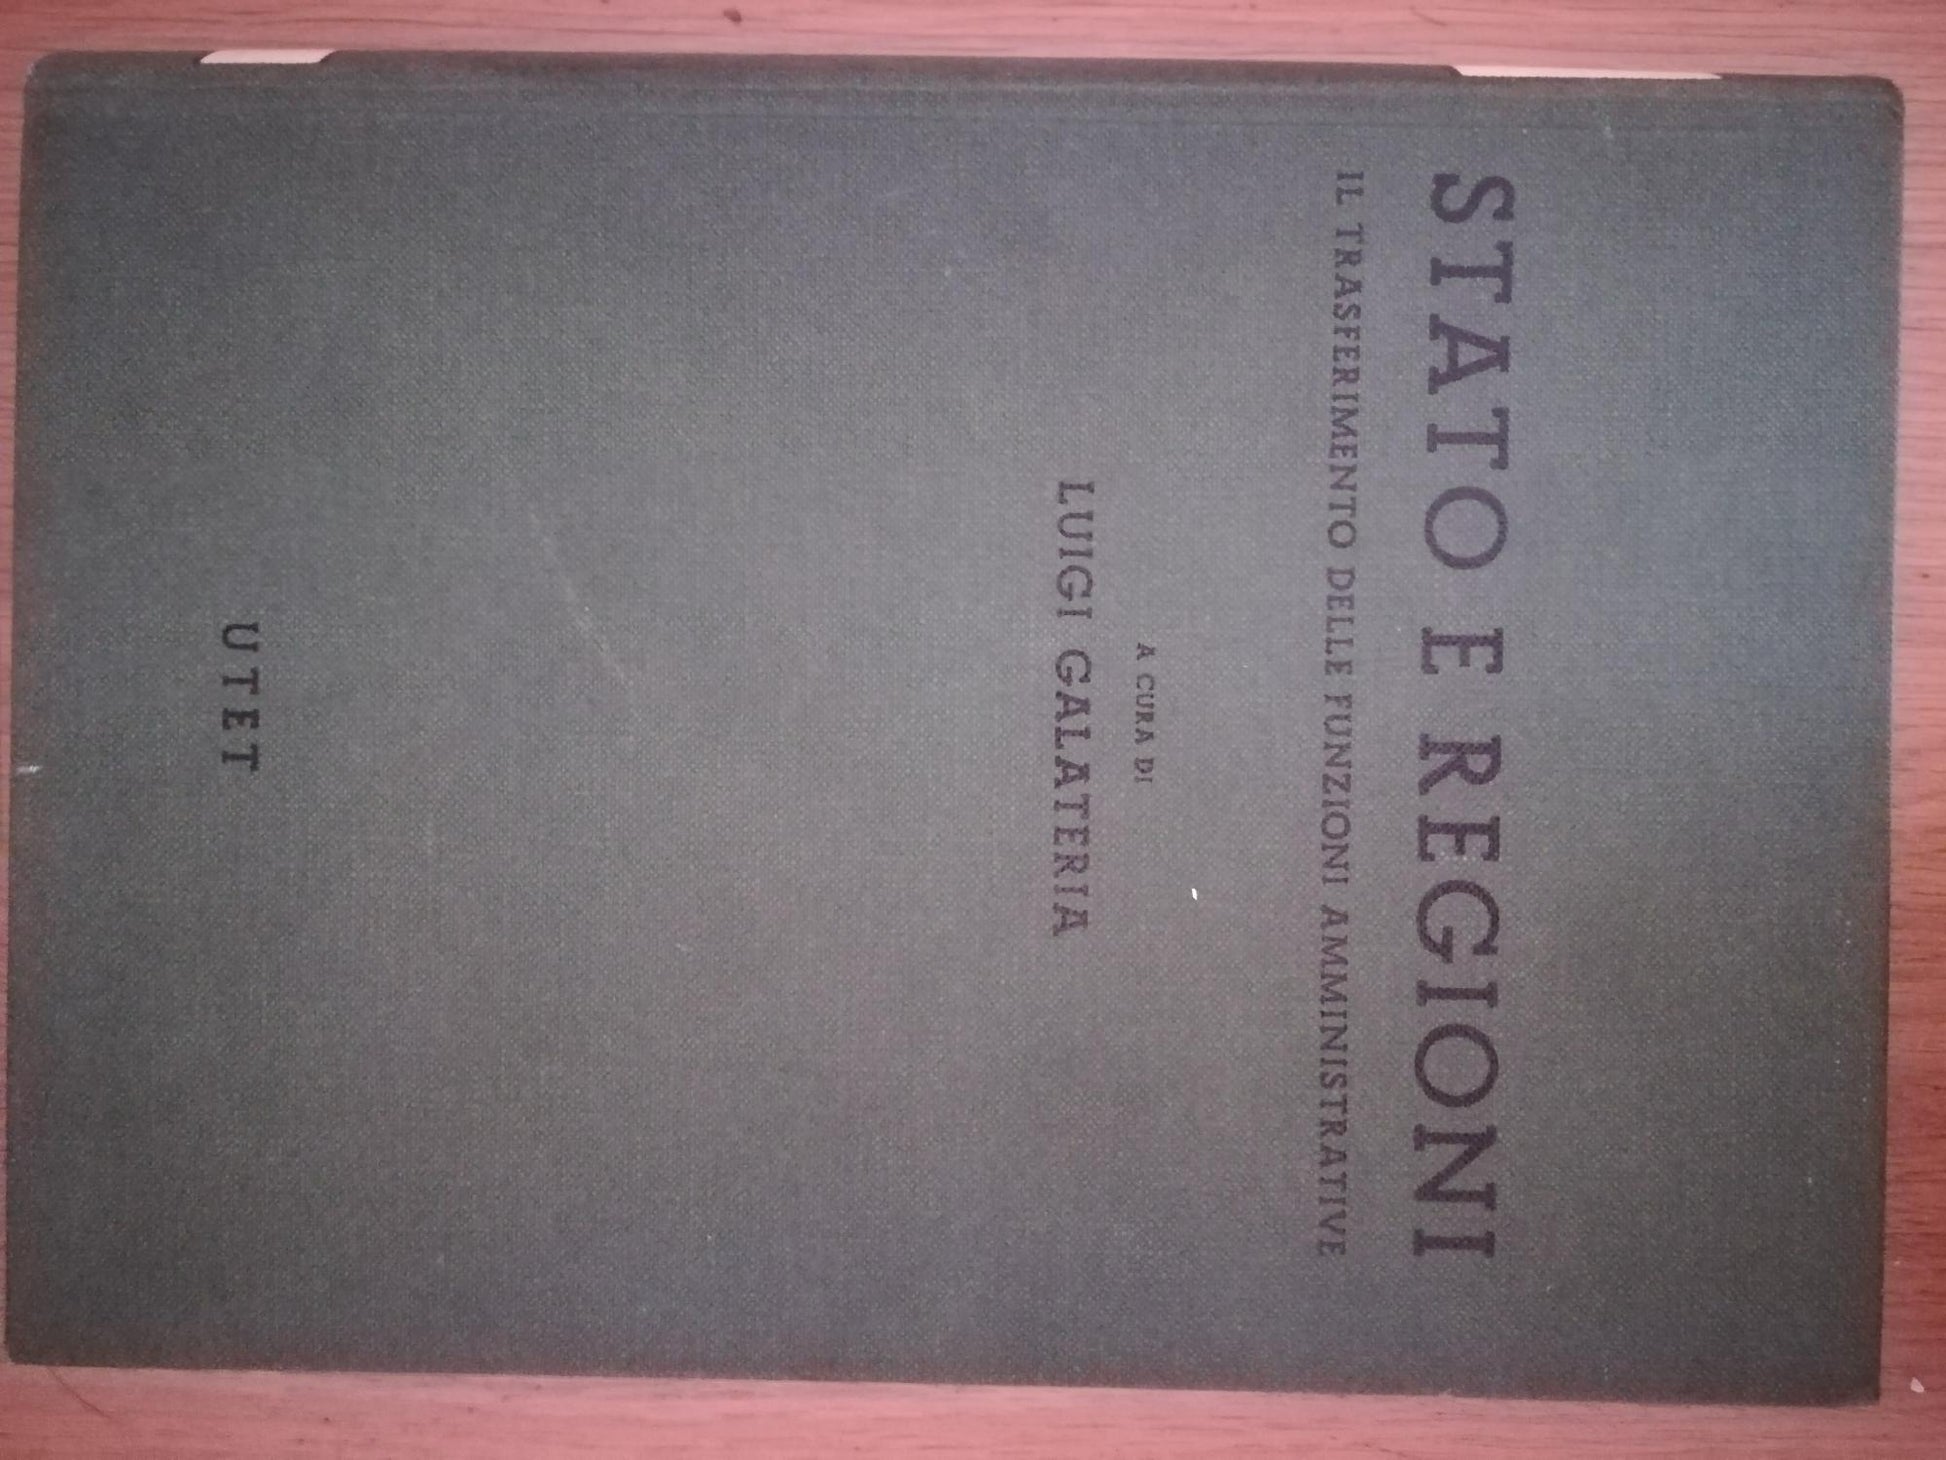 STATO E REGIONI
IL TRASFERIMENTO DELLE FUNZIONI AMMINISTRATIVE
A CURA DI
LUIGI GALATERIA
UTET